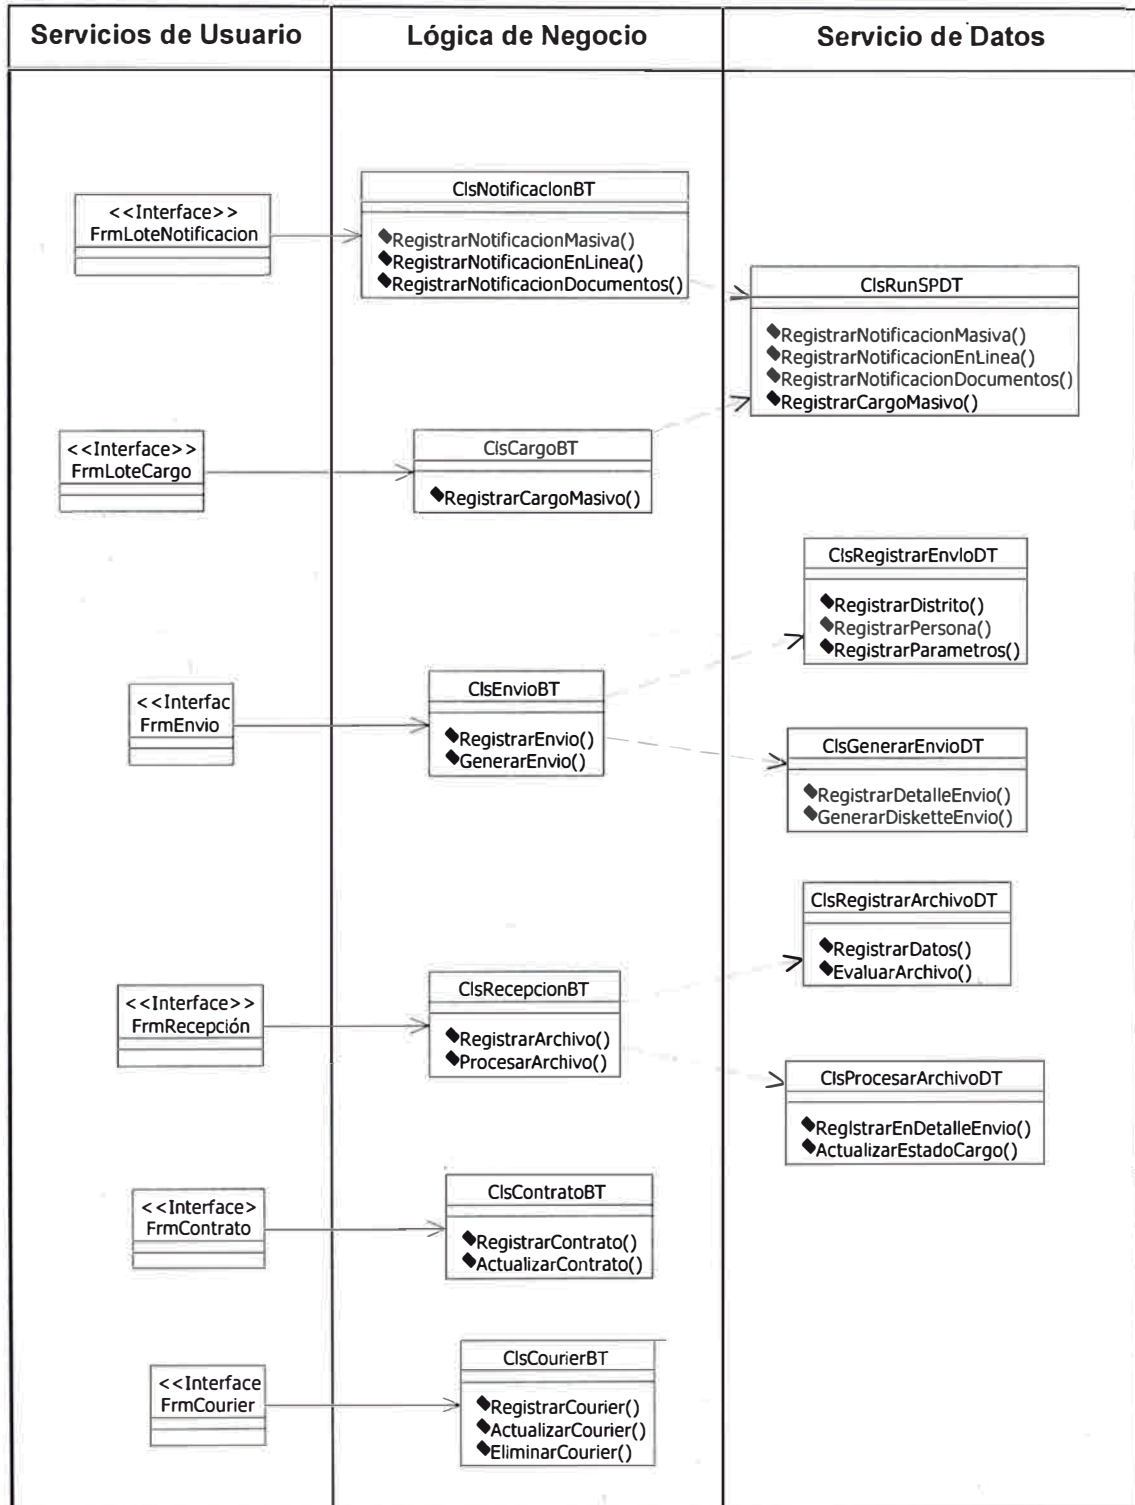 Servicios de Usuario
Lógica de Negocio
Servicio de Datos
<<Interface>>
FrmLoteNotificacion
ClsNotificacionBT
RegistrarNotificacionMasiva()
RegistrarNotificacionEnLinea()
RegistrarNotificacionDocumentos()
ClsRunSPDT
RegistrarNotificacionMasiva()
RegistrarNotificacionEnLinea()
RegistrarNotificacionDocumentos()
RegistrarCargoMasivo()
<<Interface>>
FrmLoteCargo
ClsCargoBT
RegistrarCargoMasivo()
ClsRegistrarEnvioDT
RegistrarDistrito()
RegistrarPersona()
RegistrarParametros()
<<Interfac
FrmEnvio
ClsEnvioBT
RegistrarEnvio()
GenerarEnvio()
ClsGenerarEnvioDT
RegistrarDetalleEnvio()
GenerarDisketteEnvio()
ClsRegistrarArchivoDT
RegistrarDatos()
EvaluarArchivo()
<<Interface>>
FrmRecepción
ClsRecepcionBT
RegistrarArchivo()
ProcesarArchivo()
ClsProcesarArchivoDT
RegistrarEnDetalleEnvio()
ActualizarEstadoCargo()
<<Interface>
FrmContrato
ClsContratoBT
RegistrarContrato()
ActualizarContrato()
<<Interface
FrmCourier
ClsCourierBT
RegistrarCourier()
ActualizarCourier()
EliminarCourier()